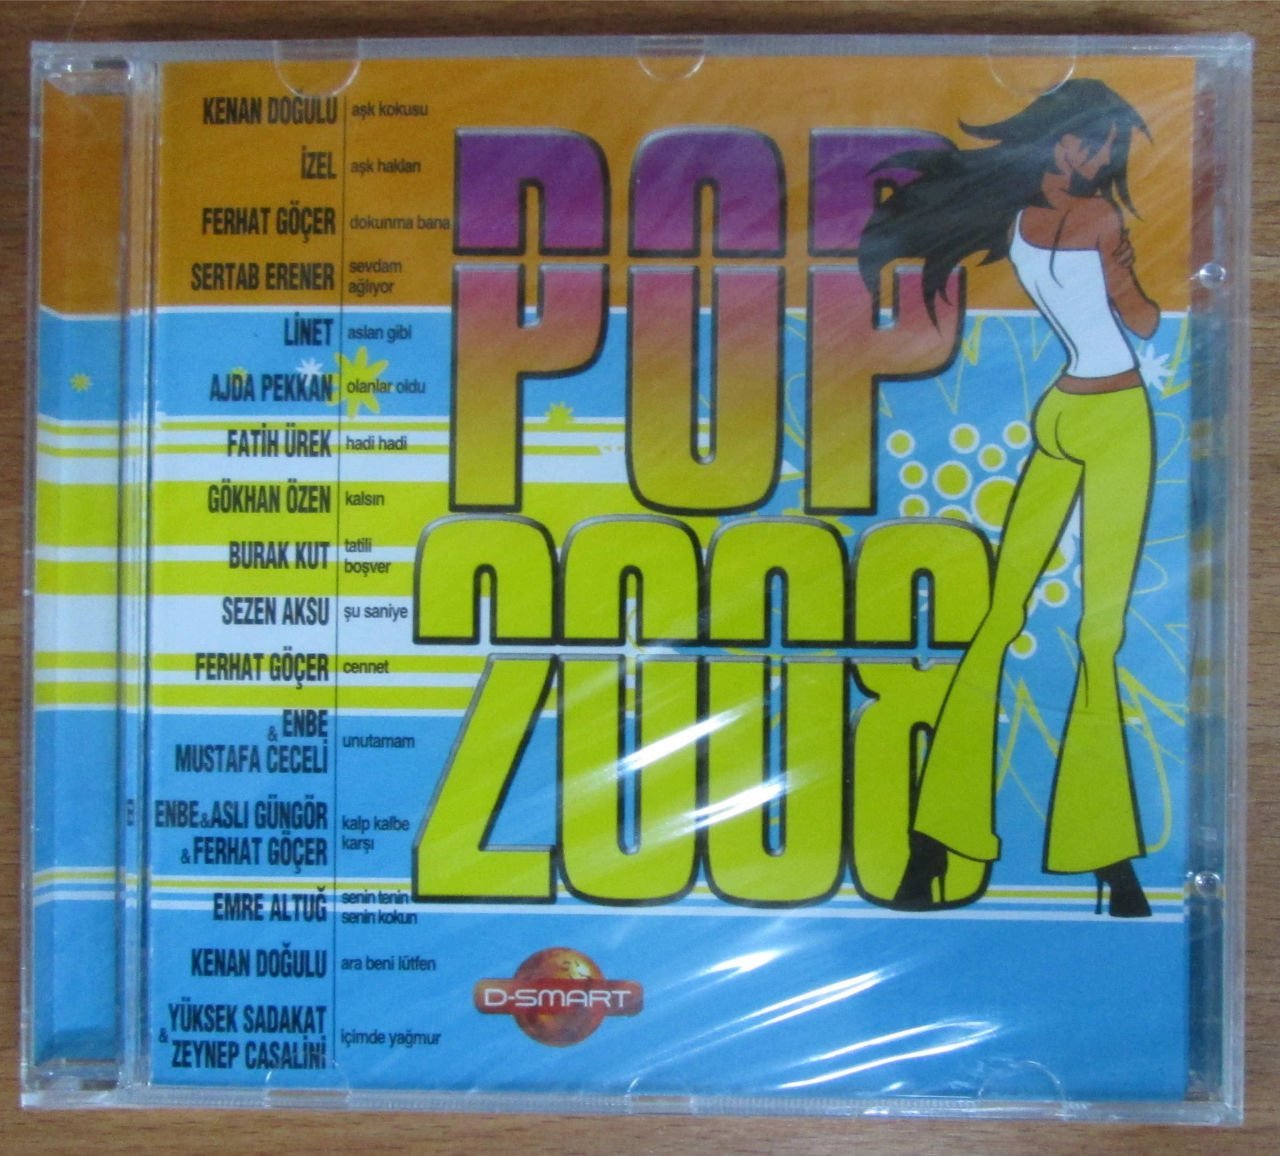 KENAN DOĞULU aşk kokusu
İZEL aşk hakları
FERHAT GÖÇER dokunma bana
SERTAB ERENER sevdam
ağlıyor
LİNET aslan gibi
AJDA PEKKAN olanlar oldu
FATİH ÜREK hadi hadi
GÖKHAN ÖZEN kalsın
BURAK KUT tatili
boşver
SEZEN AKSU şu saniye
FERHAT GÖÇER cennet
ENBE
& MUSTAFA CECELİ unutamam
ENBE&ASLI GÜNGÖR kalp kalbe
&FERHAT GÖÇER karşı
EMRE ALTUĞ senin tenin
senin kokun
KENAN DOĞULU ara beni lütfen
YÜKSEK SADAKAT
& ZEYNEP CASALİNİ içimde yağmur
POP
2008
D-SMART